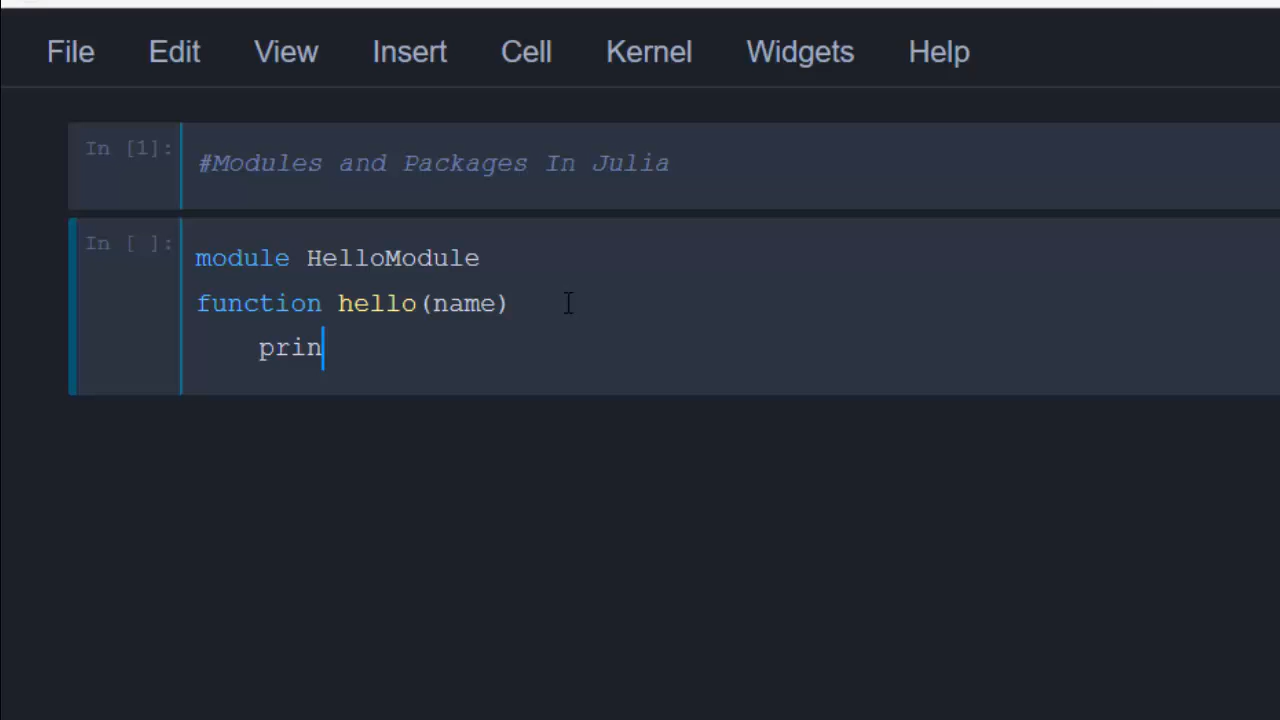 File Edit View Insert Cell Kernel Widgets Help
In [1]: #Modules and Packages In Julia
In [ ]: module HelloModule
function hello(name)
prin